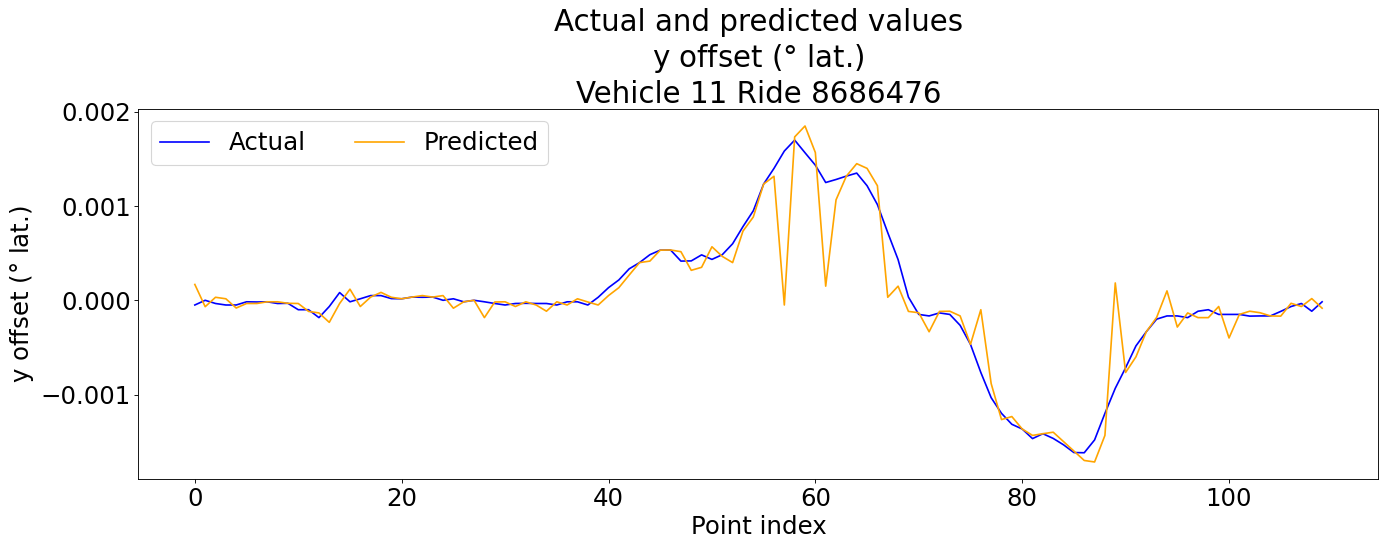 Actual and predicted values
y offset (° lat.)
Vehicle 11 Ride 8686476
Actual
Predicted
0.002
0.001
0.000
−0.001
y offset (° lat.)
0
20
40
60
80
100
Point index